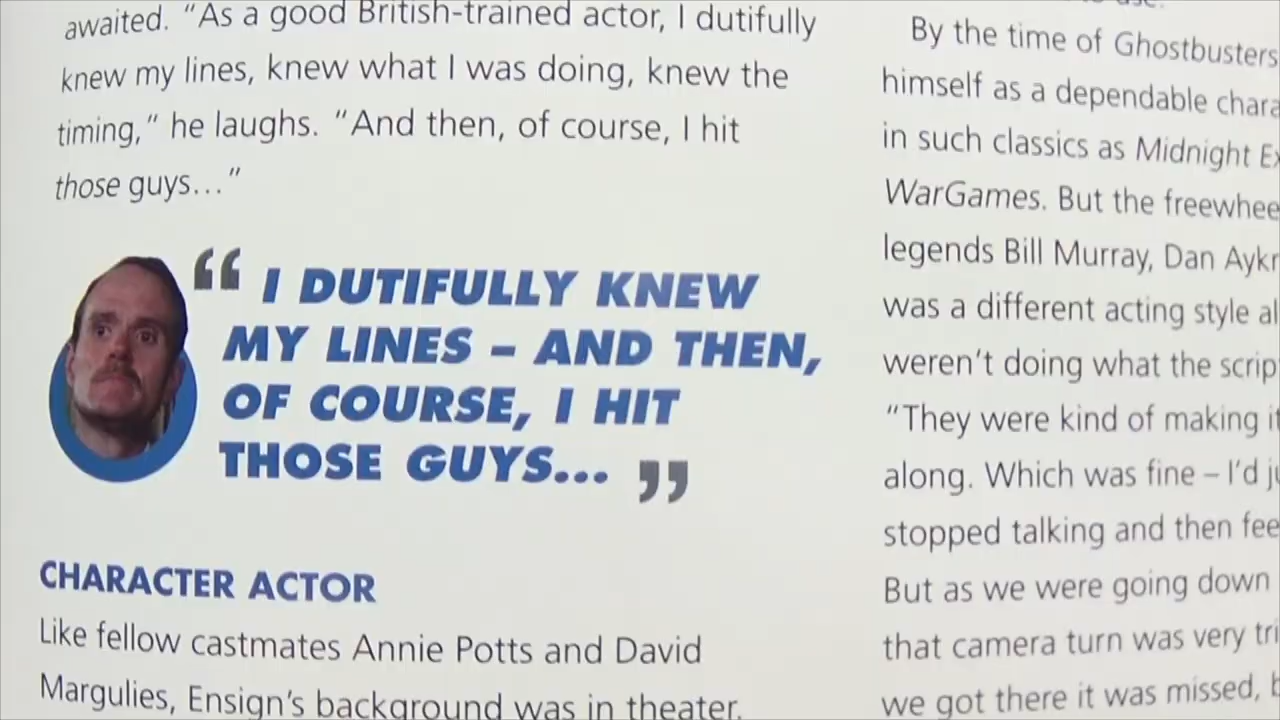 awaited. “As a good British-trained actor, I dutifully
knew my lines, knew what I was doing, knew the
timing,” he laughs. “And then, of course, I hit
those guys…”
“ I DUTIFULLY KNEW
MY LINES – AND THEN,
OF COURSE, I HIT
THOSE GUYS... ”
CHARACTER ACTOR
Like fellow castmates Annie Potts and David
Margulies, Ensign’s background was in theater.
By the time of Ghostbusters
himself as a dependable
in such classics as Midnight
WarGames. But the
legends Bill Murray, Dan
was a different acting style
weren’t doing what the
“They were kind of making
along. Which was fine – I’d
stopped talking and then
But as we were going down
that camera turn was very
we got there it was missed,